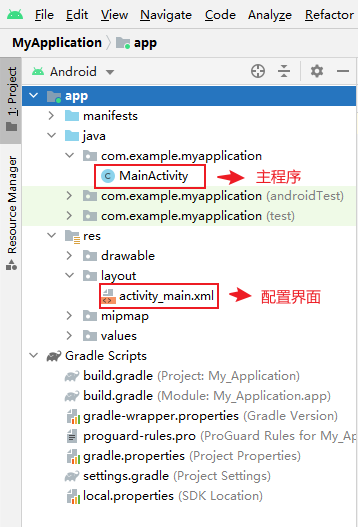 File Edit View Navigate Code Analyze Refactor
MyApplication app
1: Project
Resource Manager
Android
app
manifests
java
com.example.myapplication
MainActivity 主程序
com.example.myapplication (androidTest)
com.example.myapplication (test)
res
drawable
layout
activity_main.xml 配置界面
mipmap
values
Gradle Scripts
build.gradle (Project: My_Application)
build.gradle (Module: My_Application.app)
gradle-wrapper.properties (Gradle Version)
proguard-rules.pro (ProGuard Rules for My_Ap
gradle.properties (Project Properties)
settings.gradle (Project Settings)
local.properties (SDK Location)